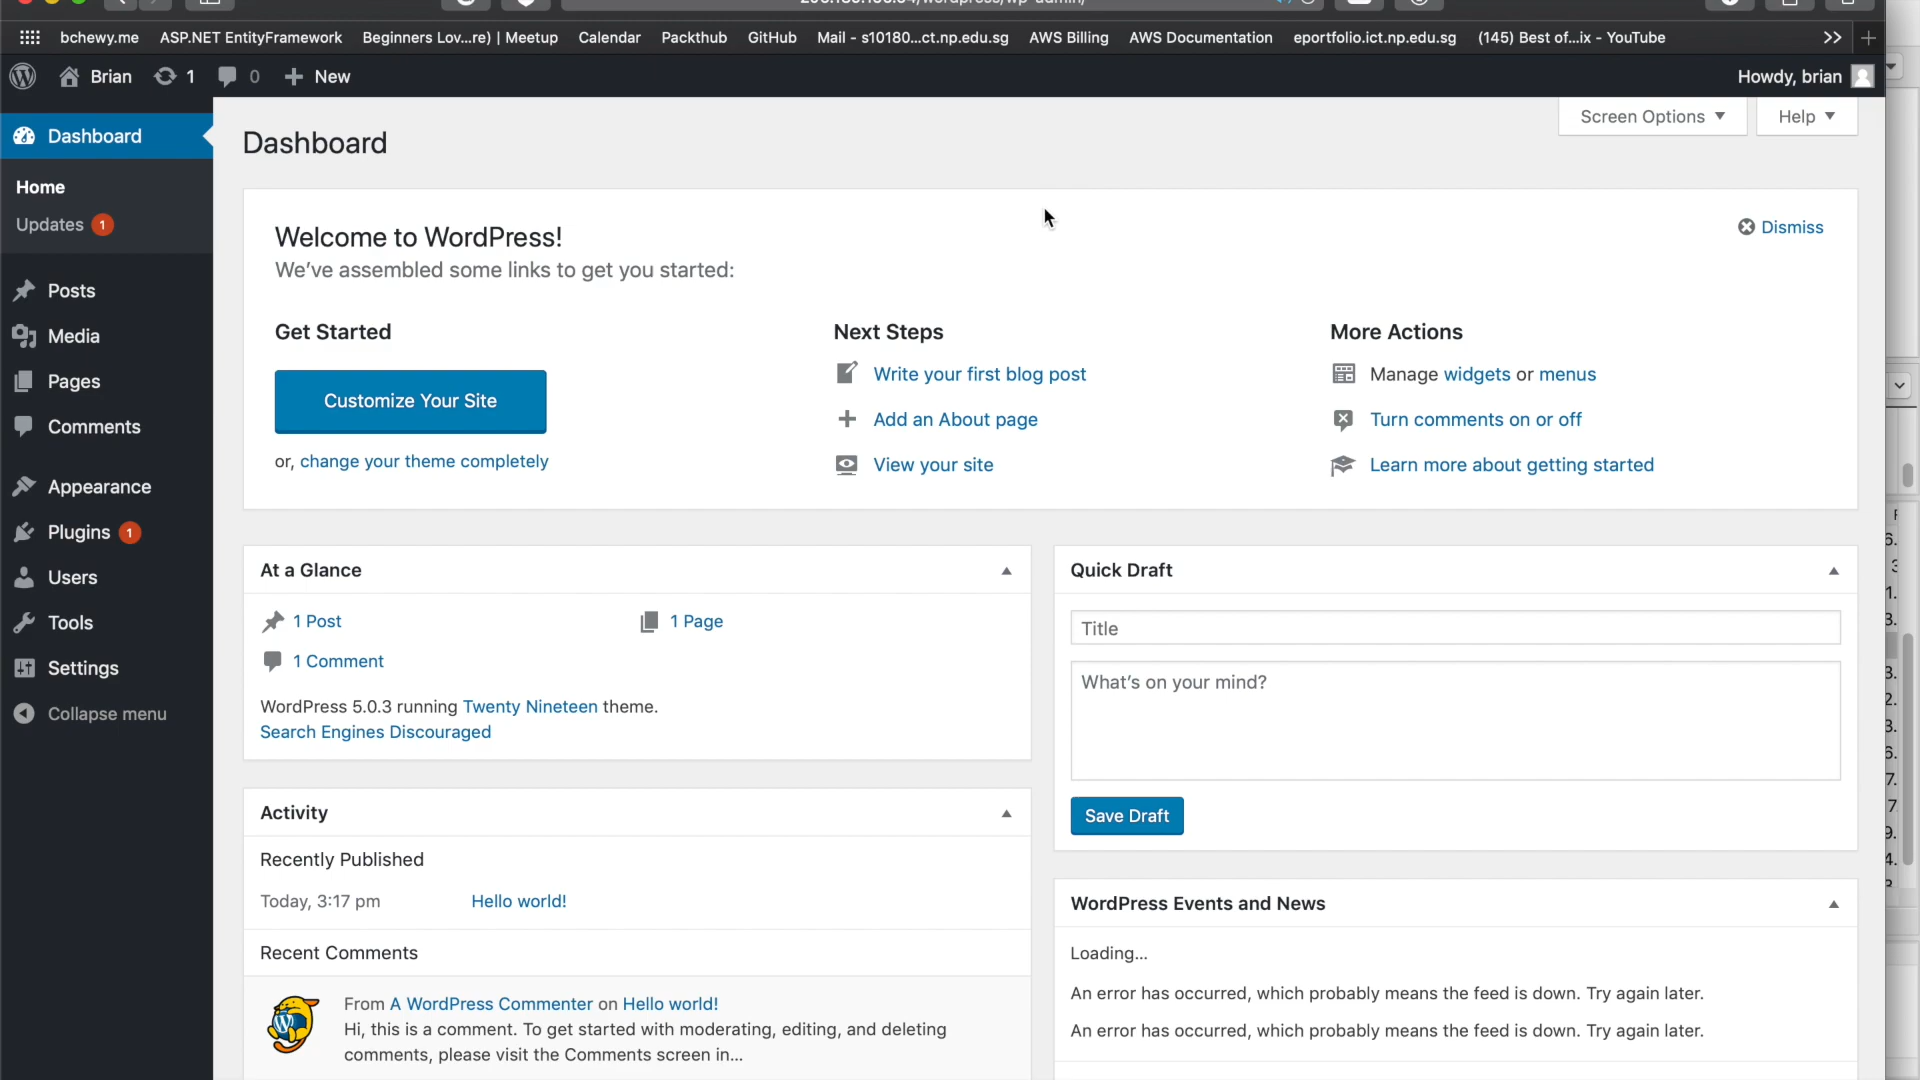 bchewy.me ASP.NET EntityFramework Beginners Lov...re) | Meetup Calendar Packthub GitHub Mail - s10180...ct.np.edu.sg AWS Billing AWS Documentation eportfolio.ict.np.edu.sg (145) Best of...ix - YouTube
Brian 1 0 New Howdy, brian
Screen Options Help
Dashboard
Home
Updates 1
Posts
Media
Pages
Comments
Appearance
Plugins 1
Users
Tools
Settings
Collapse menu
Dashboard
Welcome to WordPress!
Dismiss
We've assembled some links to get you started:
Get Started
Customize Your Site
or, change your theme completely
Next Steps
Write your first blog post
Add an About page
View your site
More Actions
Manage widgets or menus
Turn comments on or off
Learn more about getting started
At a Glance
1 Post 1 Page
1 Comment
WordPress 5.0.3 running Twenty Nineteen theme.
Search Engines Discouraged
Activity
Recently Published
Today, 3:17 pm Hello world!
Recent Comments
From A WordPress Commenter on Hello world!
Hi, this is a comment. To get started with moderating, editing, and deleting
comments, please visit the Comments screen in...
Quick Draft
Title
What's on your mind?
Save Draft
WordPress Events and News
Loading...
An error has occurred, which probably means the feed is down. Try again later.
An error has occurred, which probably means the feed is down. Try again later.